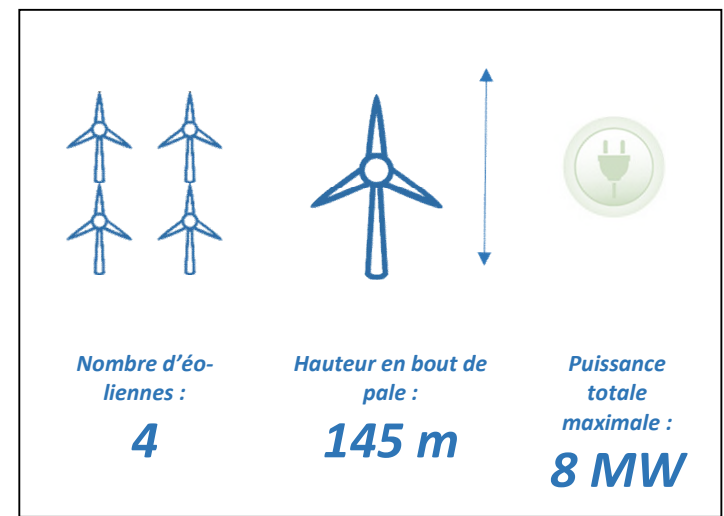 Nombre d'éo-
liennes :
4
Hauteur en bout de
pale :
145 m
Puissance
totale
maximale :
8 MW